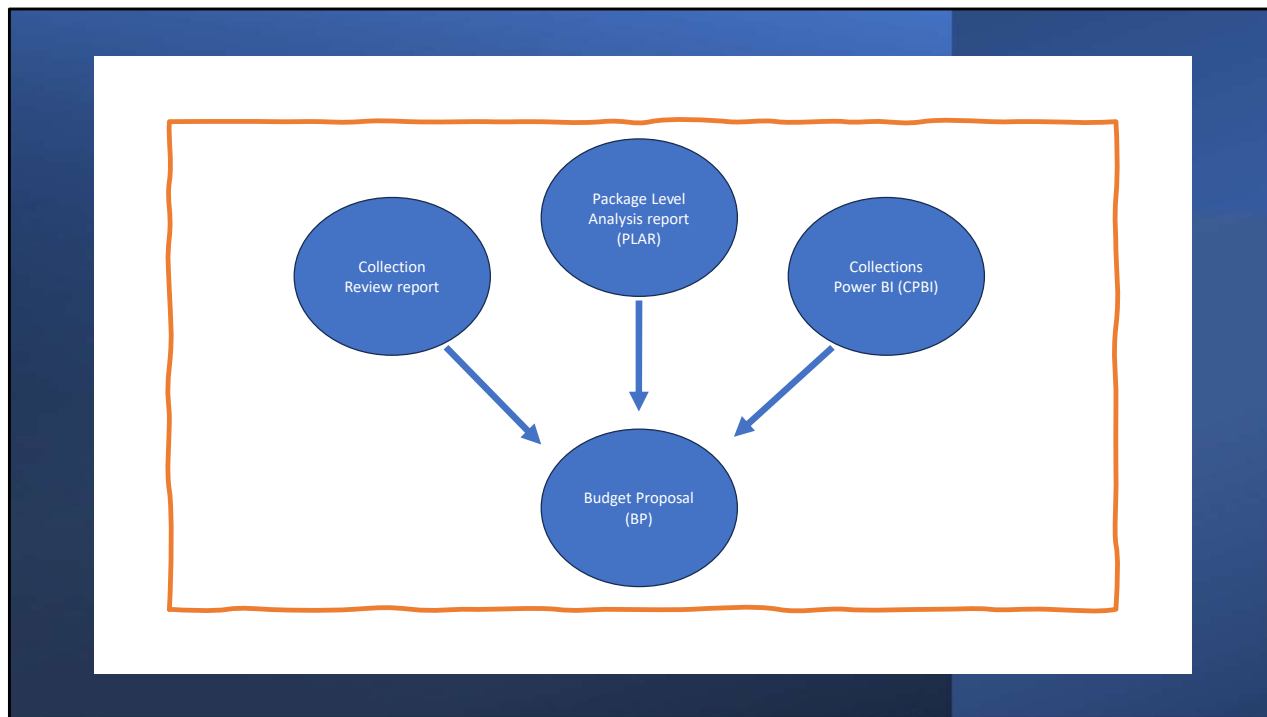 Package Level
Analysis report
(PLAR)
Collection
Review report
Collections
Power BI (CPBI)
Budget Proposal
(BP)